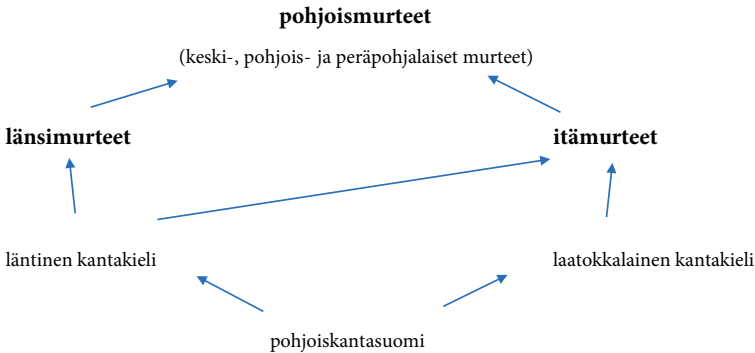 pohjoismurteet
(keski-, pohjois- ja peräpohjalaiset murteet)
länsimurteet
itämurteet
läntinen kantakieli
laatokkalainen kantakieli
pohjoiskantasuomi